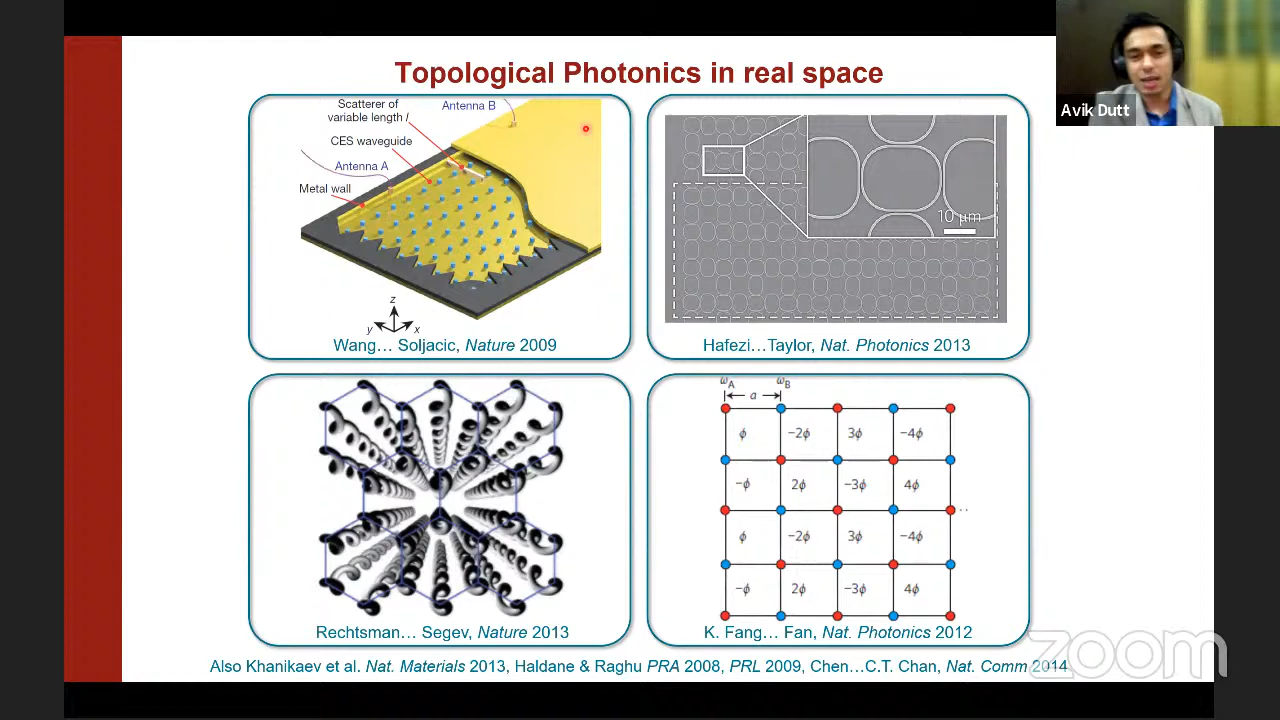 Topological Photonics in real space
Avik Dutt
Scatterer of
variable length l
Antenna B
CES waveguide
Antenna A
Metal wall
z
y
x
Wang... Soljacic, Nature 2009
10 μm
Hafezi...Taylor, Nat. Photonics 2013
Rechtsman... Segev, Nature 2013
ωA ωB
a
ϕ −2ϕ 3ϕ −4ϕ
−ϕ 2ϕ −3ϕ 4ϕ
ϕ −2ϕ 3ϕ −4ϕ
−ϕ 2ϕ −3ϕ 4ϕ
K. Fang... Fan, Nat. Photonics 2012
Also Khanikaev et al. Nat. Materials 2013, Haldane & Raghu PRA 2008, PRL 2009, Chen...C.T. Chan, Nat. Comm 2014
zoom